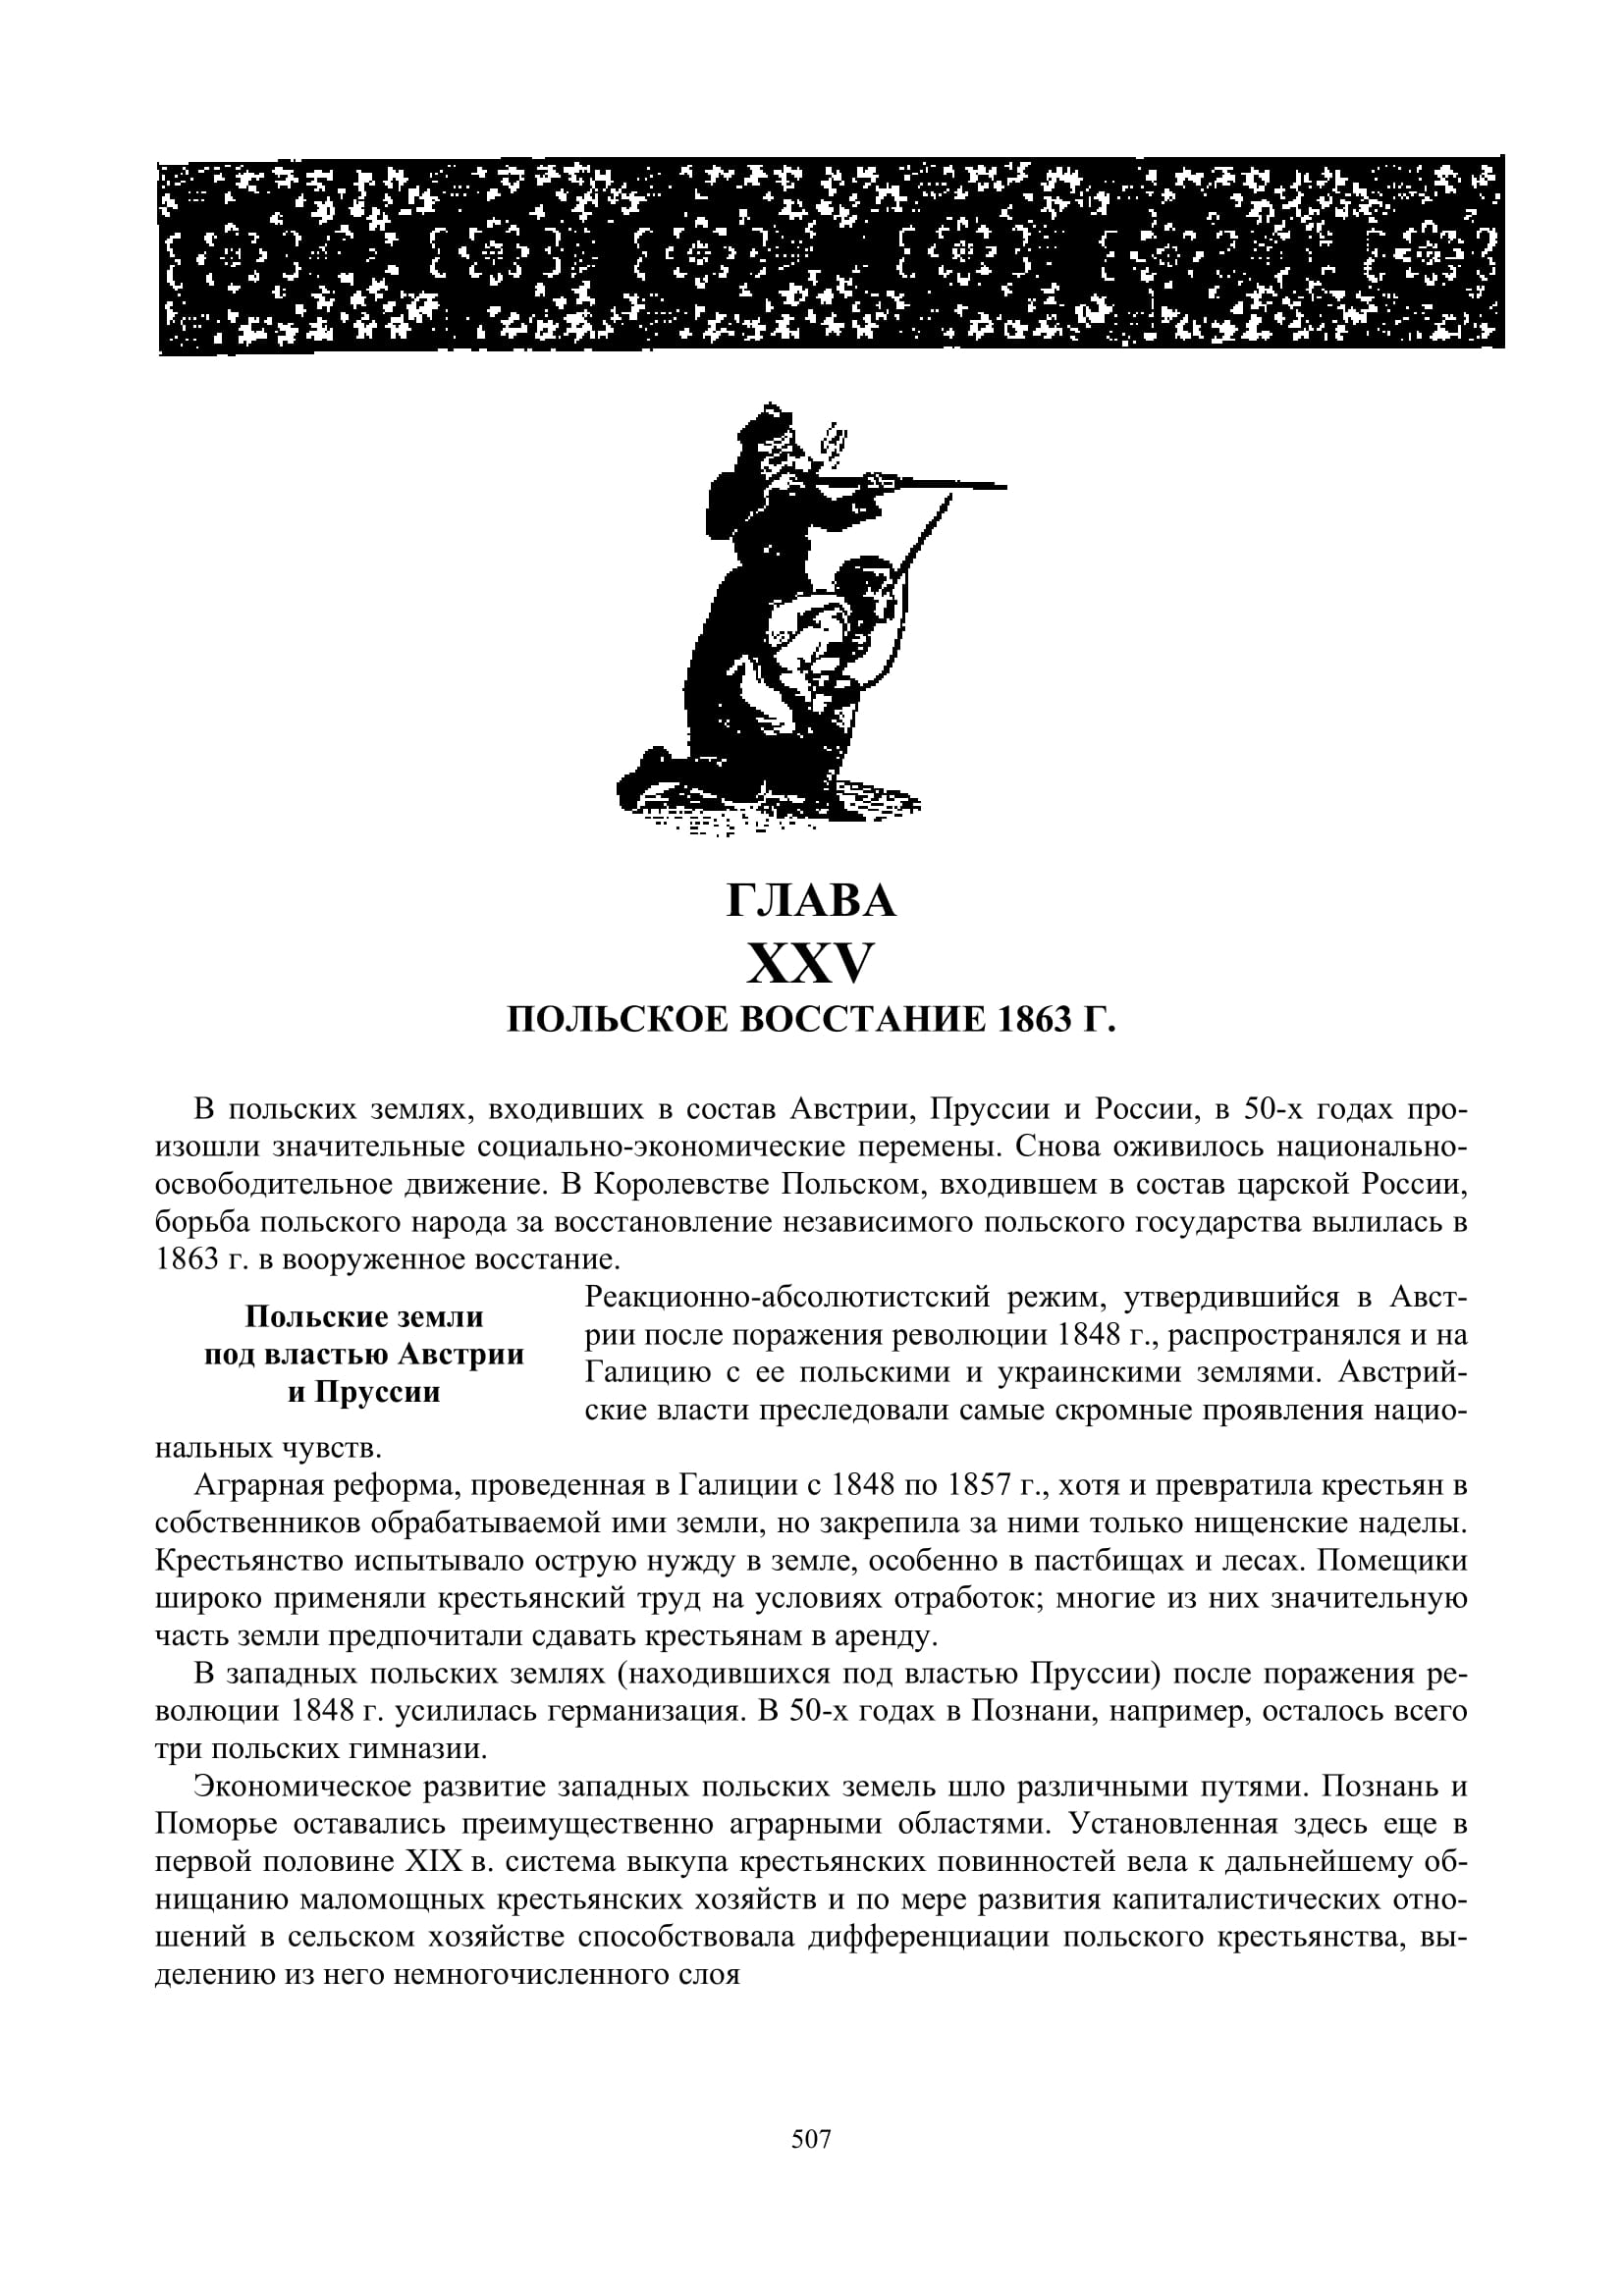 ГЛАВА
XXV
ПОЛЬСКОЕ ВОССТАНИЕ 1863 Г.
В польских землях, входивших в состав Австрии, Пруссии и России, в 50-х годах про-
изошли значительные социально-экономические перемены. Снова оживилось национально-
освободительное движение. В Королевстве Польском, входившем в состав царской России,
борьба польского народа за восстановление независимого польского государства вылилась в
1863 г. в вооруженное восстание.
Польские земли
под властью Австрии
и Пруссии
Реакционно-абсолютистский режим, утвердившийся в Авст-
рии после поражения революции 1848 г., распространялся и на
Галицию с ее польскими и украинскими землями. Австрий-
ские власти преследовали самые скромные проявления нацио-
нальных чувств.
Аграрная реформа, проведенная в Галиции с 1848 по 1857 г., хотя и превратила крестьян в
собственников обрабатываемой ими земли, но закрепила за ними только нищенские наделы.
Крестьянство испытывало острую нужду в земле, особенно в пастбищах и лесах. Помещики
широко применяли крестьянский труд на условиях отработок; многие из них значительную
часть земли предпочитали сдавать крестьянам в аренду.
В западных польских землях (находившихся под властью Пруссии) после поражения ре-
волюции 1848 г. усилилась германизация. В 50-х годах в Познани, например, осталось всего
три польских гимназии.
Экономическое развитие западных польских земель шло различными путями. Познань и
Поморье оставались преимущественно аграрными областями. Установленная здесь еще в
первой половине XIX в. система выкупа крестьянских повинностей вела к дальнейшему об-
нищанию маломощных крестьянских хозяйств и по мере развития капиталистических отно-
шений в сельском хозяйстве способствовала дифференциации польского крестьянства, вы-
делению из него немногочисленного слоя
507